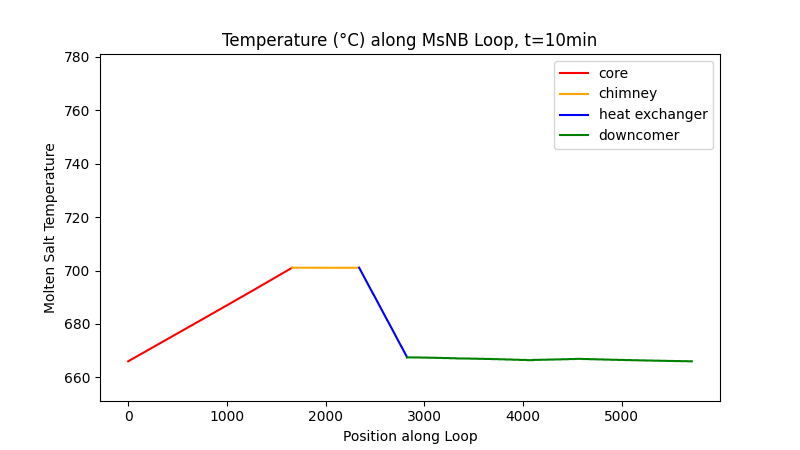 Temperature (°C) along MsNB Loop, t=10min
core
chimney
heat exchanger
downcomer
Molten Salt Temperature
780
760
740
720
700
680
660
0 1000 2000 3000 4000 5000
Position along Loop